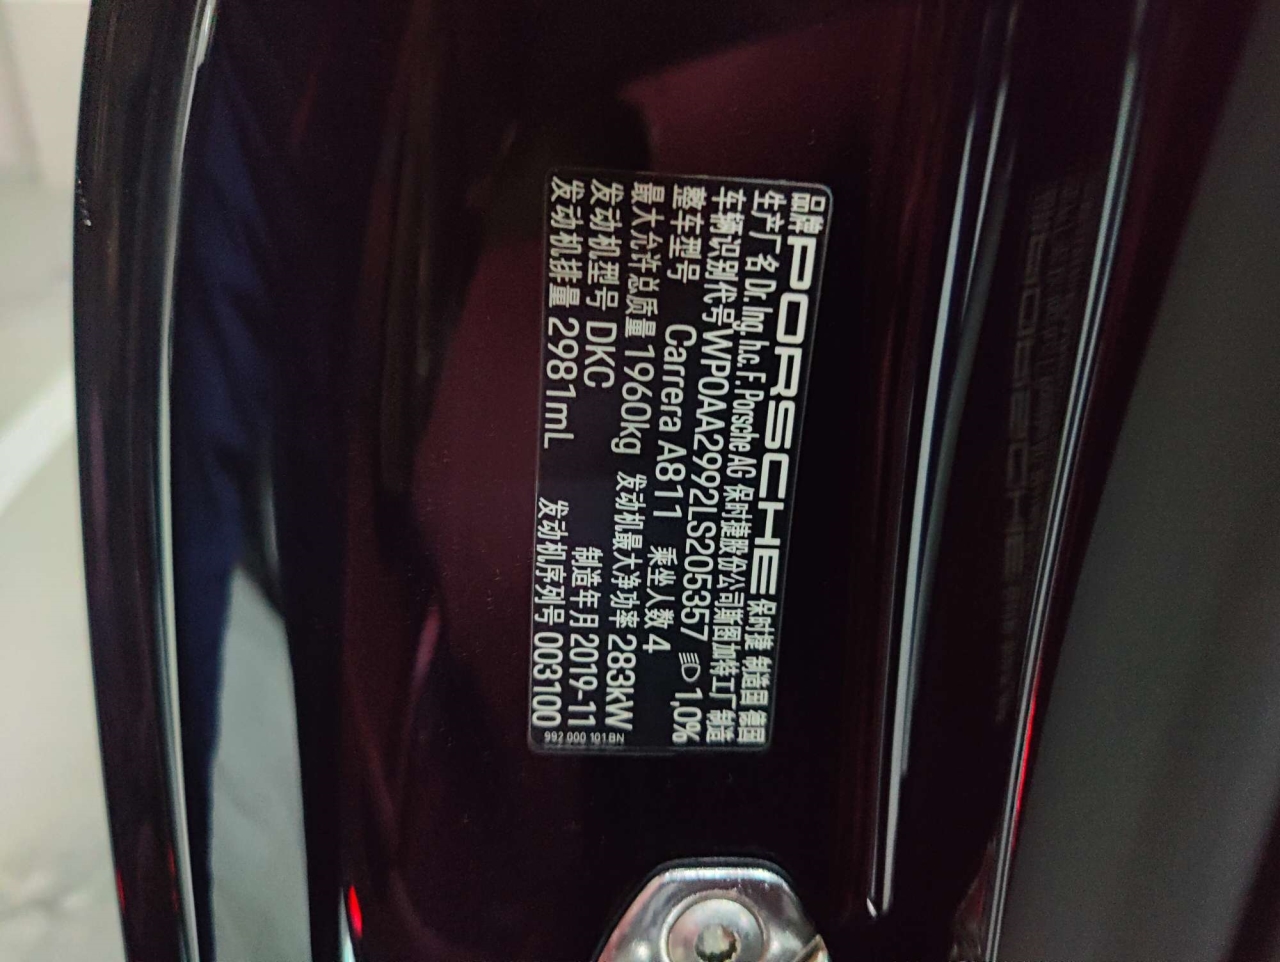 品牌 PORSCHE 保时捷 制造国 德国
生产厂名 Dr. Ing. h.c. F. Porsche AG 保时捷股份公司斯图加特工厂 制造
车辆识别代号 WP0AA2992LS205357 1,0%
整车型号 Carrera A811 乘坐人数 4
最大允许总质量 1960kg 发动机最大净功率 283kW
发动机型号 DKC 制造年月 2019-11
发动机排量 2981mL 发动机序列号 003100
992 000 101.BN